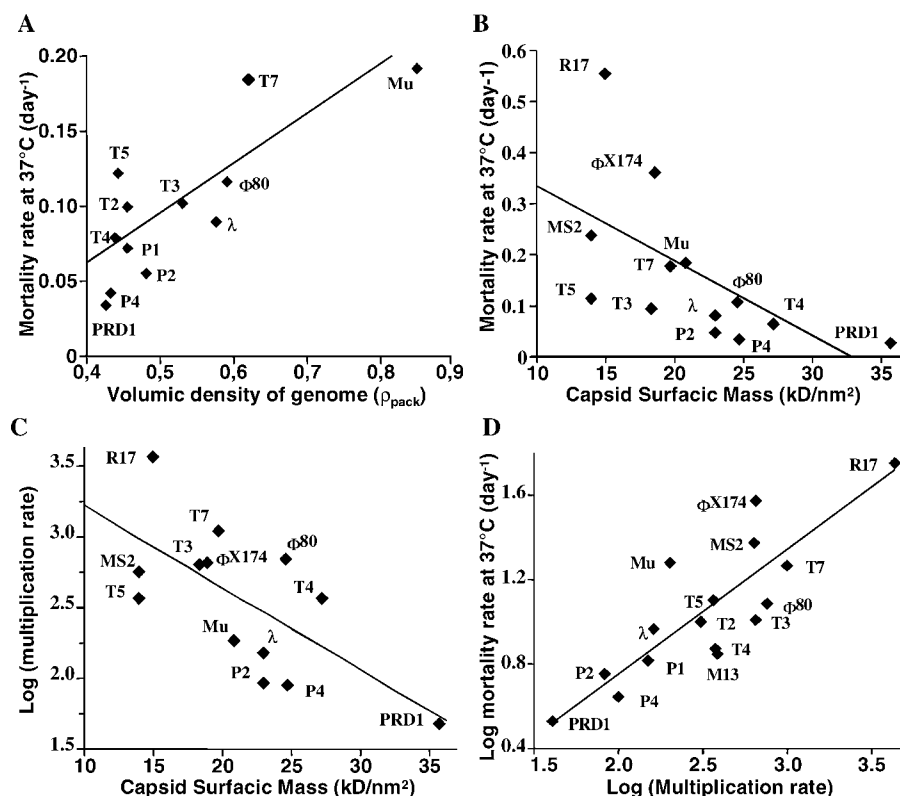 A
Mortality rate at 37°C (day⁻¹)
0.20
0.15
0.10
0.05
0
T7
Mu
T5
T2
T3
Φ80
λ
T4
P1
P2
P4
PRD1
0,4 0,5 0,6 0,7 0,8 0,9
Volumic density of genome (ρpack)
B
Mortality rate at 37°C (day-1)
0.6
0.5
0.4
0.3
0.2
0.1
0
R17
ΦX174
MS2
Mu
T7
Φ80
T5
T3
λ
T4
P2
P4
PRD1
10 15 20 25 30 35
Capsid Surfacic Mass (kD/nm²)
C
Log (multiplication rate)
3.5
3.0
2.5
2.0
1.5
R17
T7
T3
ΦX174
Φ80
MS2
T5
T4
Mu
λ
P2
P4
PRD1
10 15 20 25 30 35
Capsid Surfacic Mass (kD/nm²)
D
Log mortality rate at 37°C (day⁻¹)
1.6
1.2
0.8
0.4
R17
ΦX174
MS2
Mu
T7
T5
Φ80
T2
T3
λ
T4
P2
P1
M13
P4
PRD1
1.5 2.0 2.5 3.0 3.5
Log (Multiplication rate)